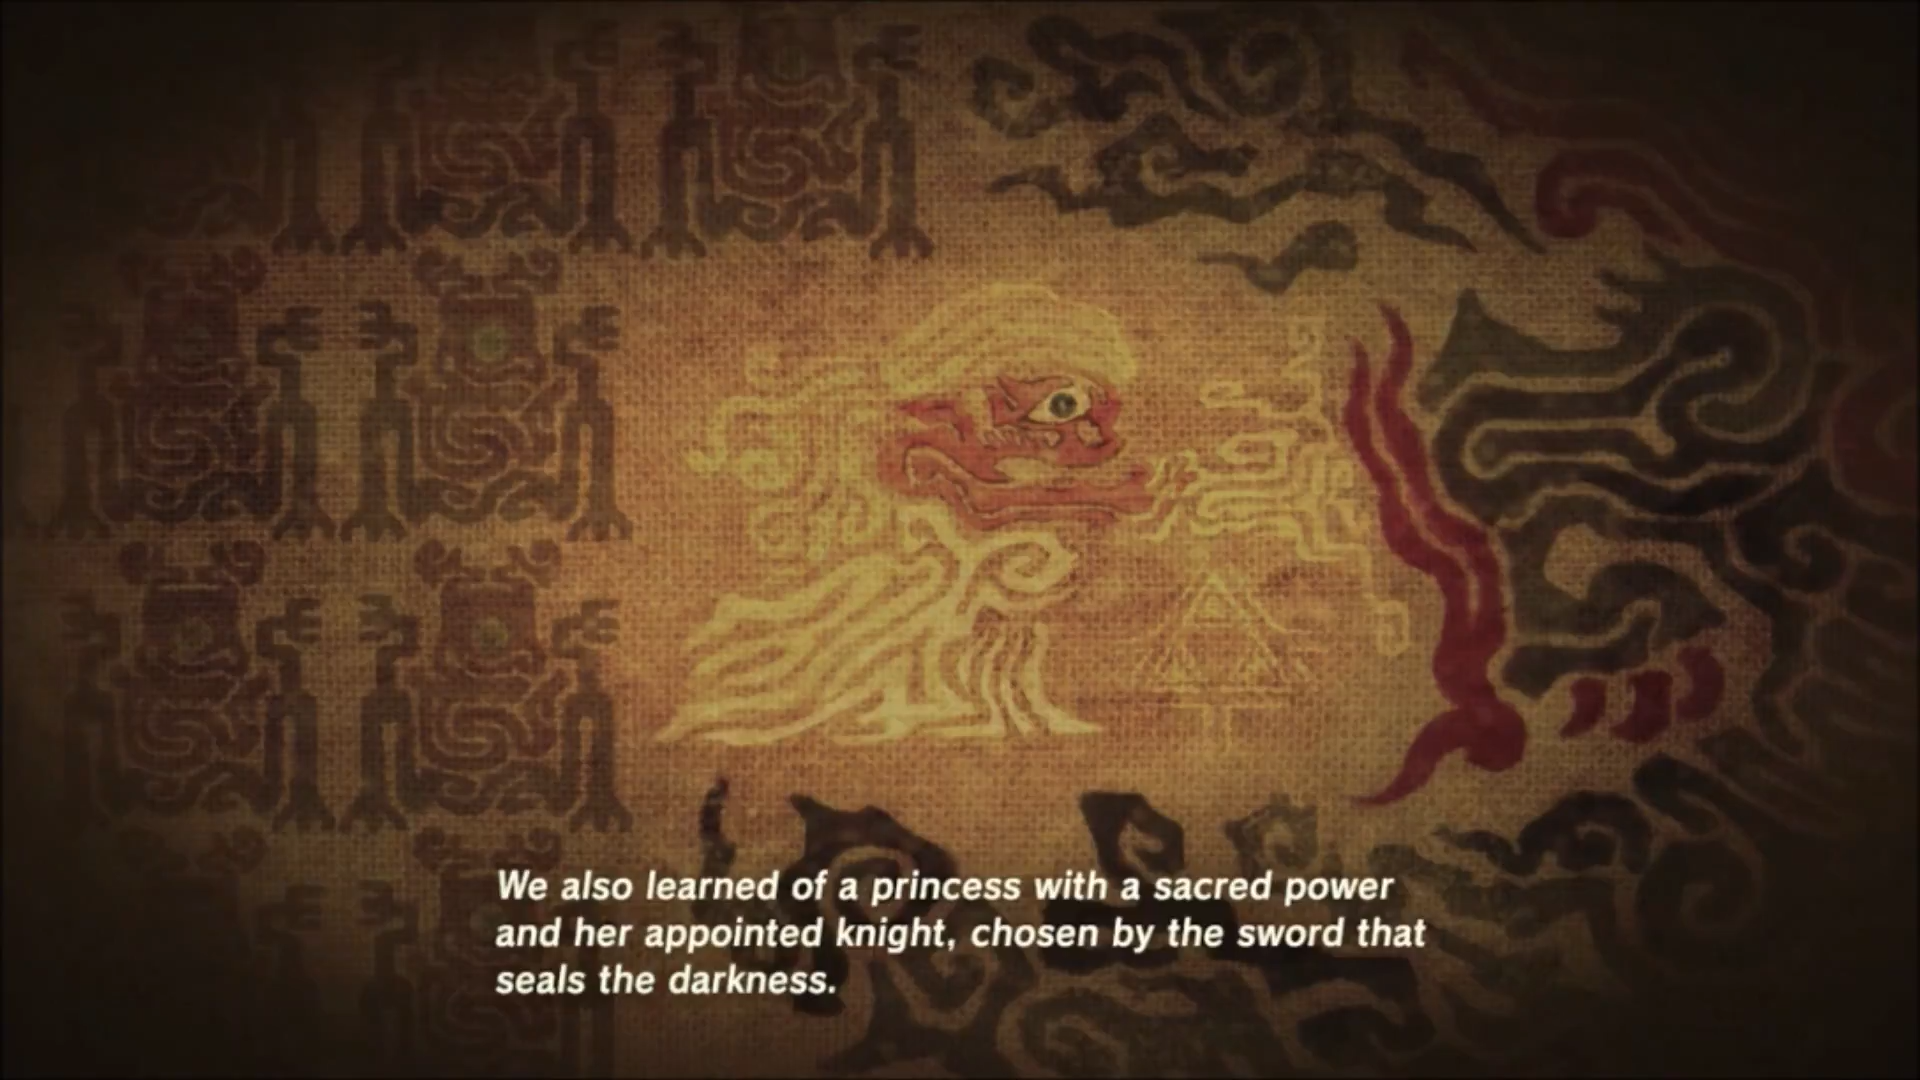 We also learned of a princess with a sacred power
and her appointed knight, chosen by the sword that
seals the darkness.